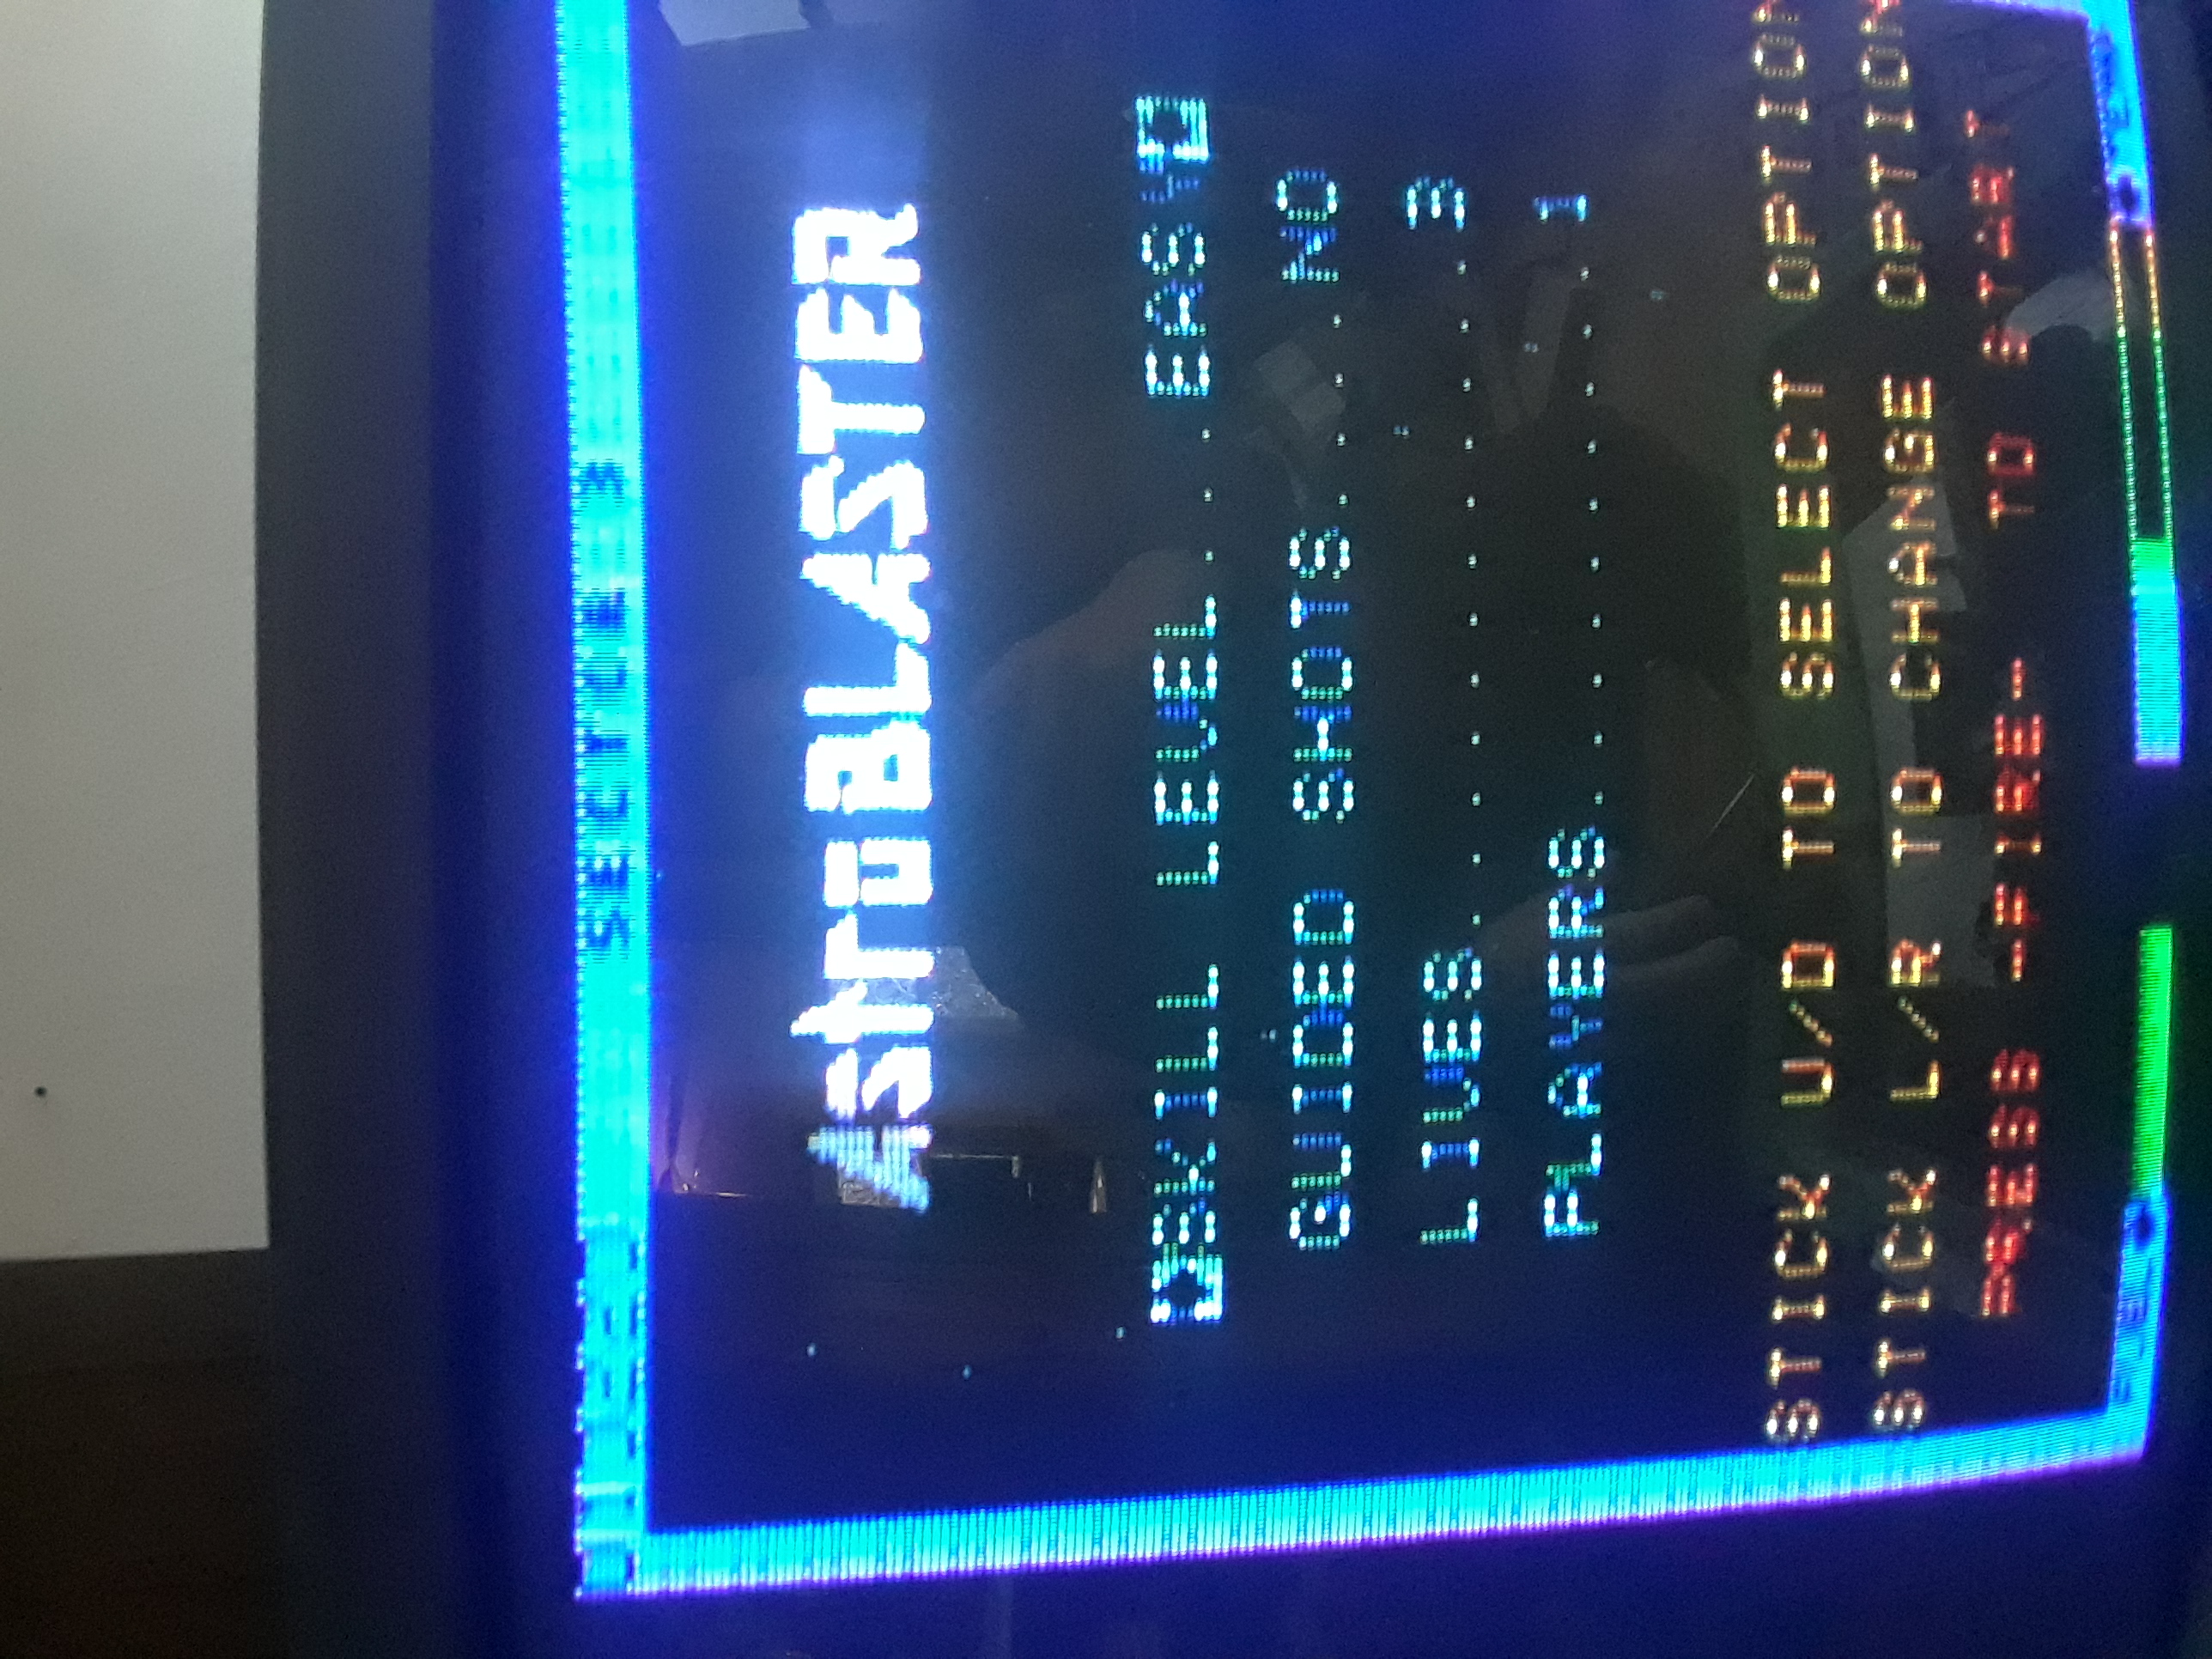 SECTOR 3
AstroBLASTER
SKILL LEVEL... EASY
GUIDED SHOTS.... NO
LIVES............ 3
PLAYERS.......... 1
STICK U/D TO SELECT OPTION
STICK L/R TO CHANGE OPTION
PRESS -FIRE- TO START